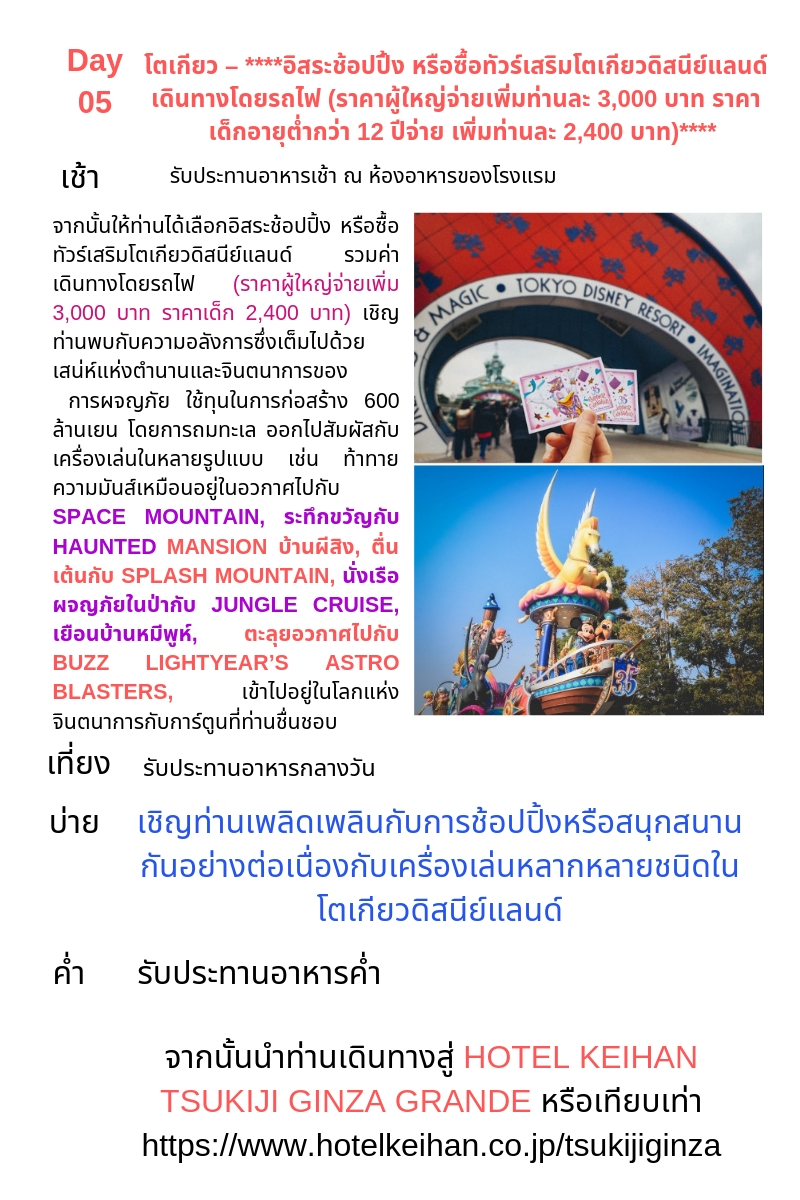 Day
05
โตเกียว – ****อิสระช้อปปิ้ง หรือซื้อทัวร์เสริมโตเกียวดิสนีย์แลนด์
เดินทางโดยรถไฟ (ราคาผู้ใหญ่จ่ายเพิ่มท่านละ 3,000 บาท ราคา
เด็กอายุต่ำกว่า 12 ปีจ่าย เพิ่มท่านละ 2,400 บาท)****
เช้า รับประทานอาหารเช้า ณ ห้องอาหารของโรงแรม
จากนั้นให้ท่านได้เลือกอิสระช้อปปิ้ง หรือซื้อ
ทัวร์เสริมโตเกียวดิสนีย์แลนด์ รวมค่า
เดินทางโดยรถไฟ (ราคาผู้ใหญ่จ่ายเพิ่ม
3,000 บาท ราคาเด็ก 2,400 บาท) เชิญ
ท่านพบกับความอลังการซึ่งเต็มไปด้วย
เสน่ห์แห่งตำนานและจินตนาการของ
การผจญภัย ใช้ทุนในการก่อสร้าง 600
ล้านเยน โดยการถมทะเล ออกไปสัมผัสกับ
เครื่องเล่นในหลายรูปแบบ เช่น ท้าทาย
ความมันส์เหมือนอยู่ในอวกาศไปกับ
SPACE MOUNTAIN, ระทึกขวัญกับ
HAUNTED MANSION บ้านผีสิง, ตื่น
เต้นกับ SPLASH MOUNTAIN, นั่งเรือ
ผจญภัยในป่ากับ JUNGLE CRUISE,
เยือนบ้านหมีพูห์, ตะลุยอวกาศไปกับ
BUZZ LIGHTYEAR’S ASTRO
BLASTERS, เข้าไปอยู่ในโลกแห่ง
จินตนาการกับการ์ตูนที่ท่านชื่นชอบ
& MAGIC • TOKYO DISNEY RESORT • IMAGINATION
35
เที่ยง รับประทานอาหารกลางวัน
บ่าย เชิญท่านเพลิดเพลินกับการช้อปปิ้งหรือสนุกสนาน
กันอย่างต่อเนื่องกับเครื่องเล่นหลากหลายชนิดใน
โตเกียวดิสนีย์แลนด์
ค่ำ รับประทานอาหารค่ำ
จากนั้นนำท่านเดินทางสู่ HOTEL KEIHAN
TSUKIJI GINZA GRANDE หรือเทียบเท่า
https://www.hotelkeihan.co.jp/tsukijiginza